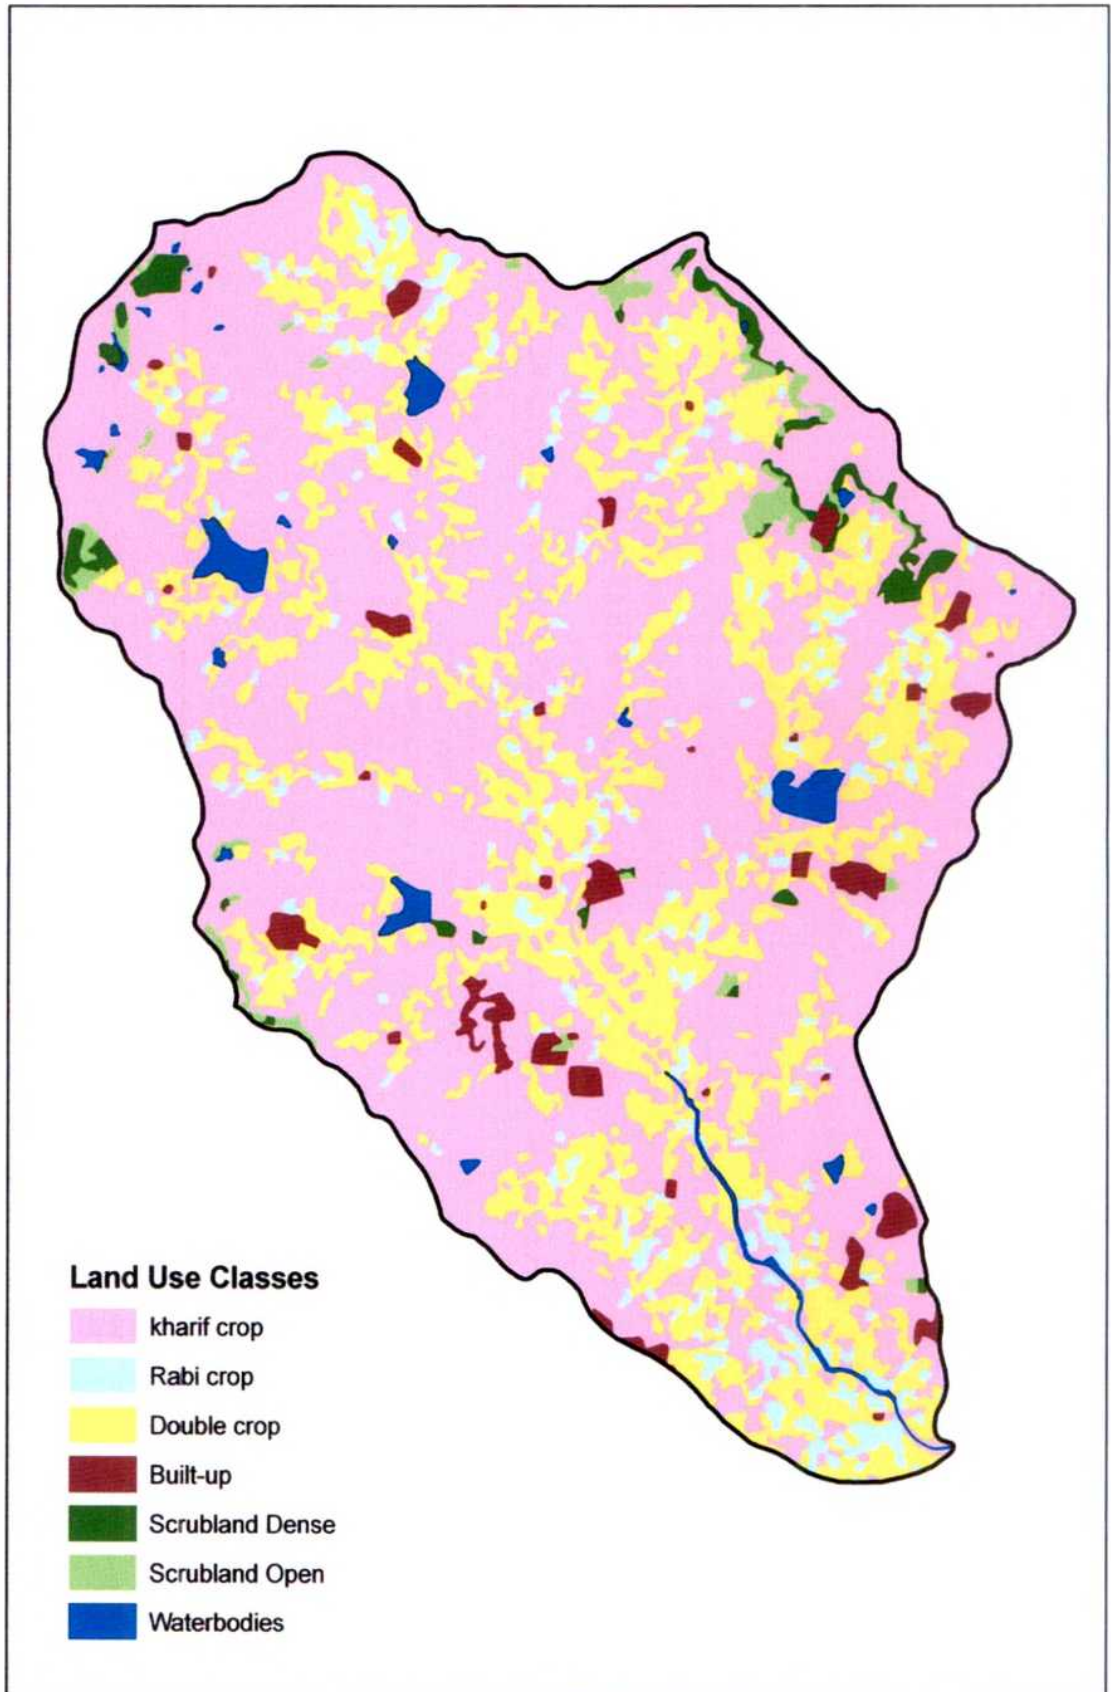 Land Use Classes
kharif crop
Rabi crop
Double crop
Built-up
Scrubland Dense
Scrubland Open
Waterbodies